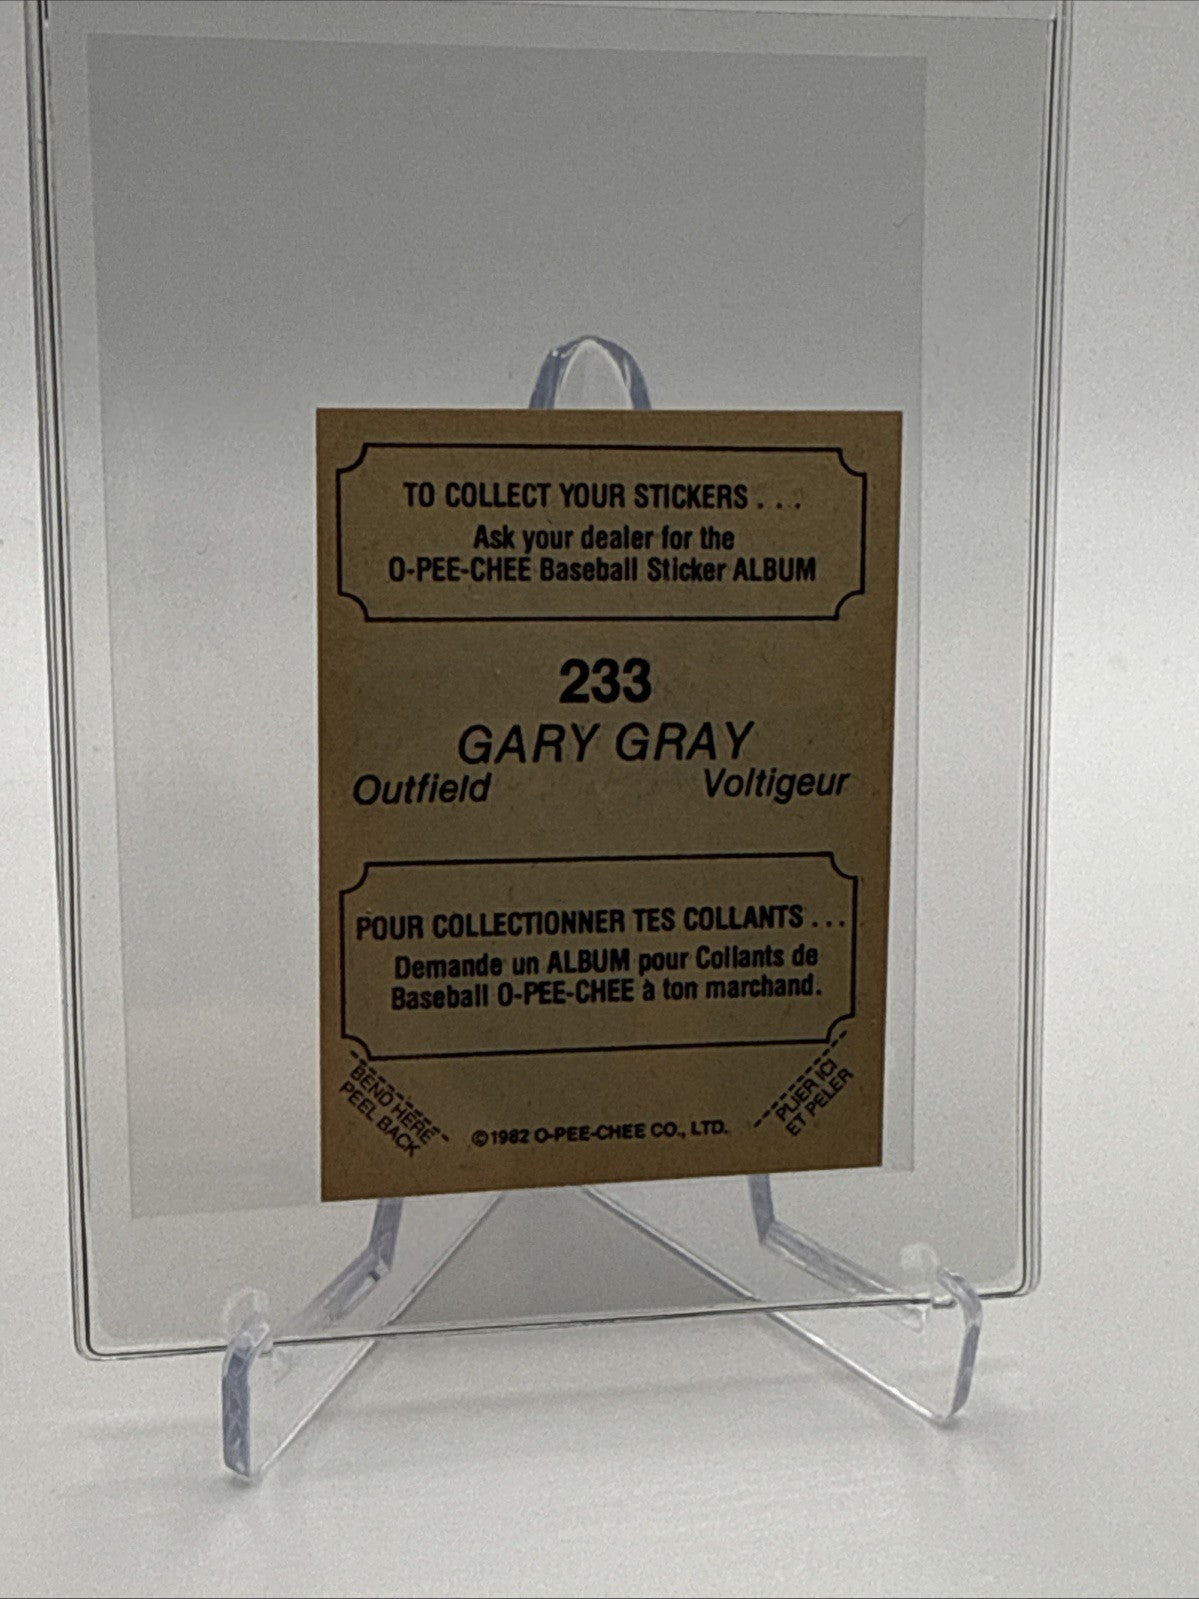 TO COLLECT YOUR STICKERS . . .
Ask your dealer for the
O-PEE-CHEE Baseball Sticker ALBUM
233
GARY GRAY
Outfield Voltigeur
POUR COLLECTIONNER TES COLLANTS . . .
Demande un ALBUM pour Collants de
Baseball O-PEE-CHEE à ton marchand.
BEND HERE
PEEL BACK
©1982 O-PEE-CHEE CO., LTD.
PLIER ICI
ET PELER